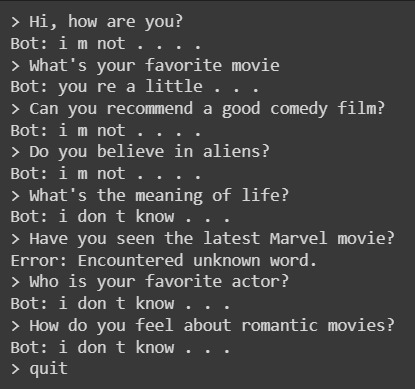 > Hi, how are you?
Bot: i m not . . . .
> What's your favorite movie
Bot: you re a little . . .
> Can you recommend a good comedy film?
Bot: i m not . . . .
> Do you believe in aliens?
Bot: i m not . . . .
> What's the meaning of life?
Bot: i don t know . . .
> Have you seen the latest Marvel movie?
Error: Encountered unknown word.
> Who is your favorite actor?
Bot: i don t know . . .
> How do you feel about romantic movies?
Bot: i don t know . . .
> quit